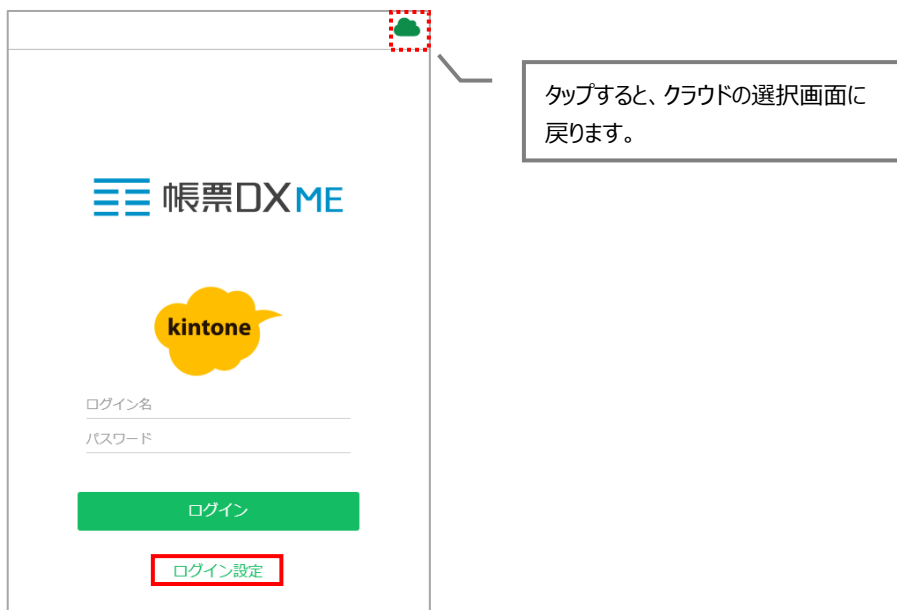 タップすると、クラウドの選択画面に
戻ります。
帳票DX ME
kintone
ログイン名
パスワード
ログイン
ログイン設定